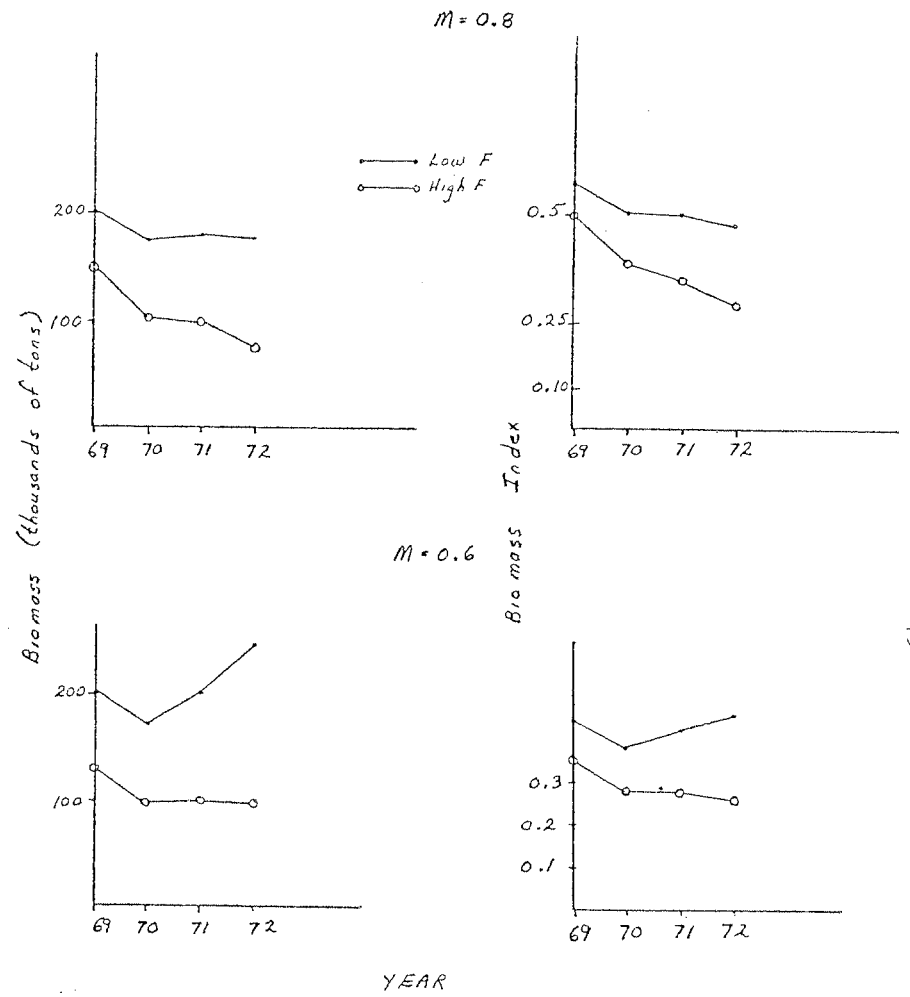 M = 0.8
Low F
High F
200
100
69 70 71 72
0.5
0.25
0.10
69 70 71 72
Biomass (thousands of tons)
Biomass Index
M = 0.6
200
100
69 70 71 72
0.3
0.2
0.1
69 70 71 72
YEAR